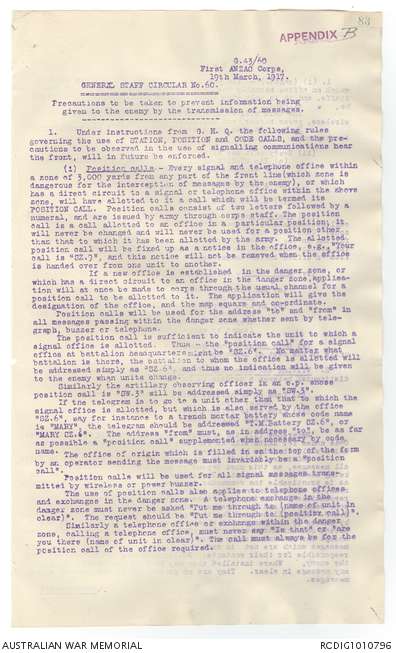 83
APPENDIX B
G.43/40
First ANZAC Corps,
19th March, 1917.
GENERAL STAFF CIRCULAR No.60.
Precautions to be taken to prevent information being
given to the enemy by the transmission of messages.
1. Under instructions from G.H.Q. the following rules
governing the use of STATION, POSITION and CODE CALLS, and the pre-
cautions to be observed in the use of signalling communications near
the front, will in future be enforced.
(i) Position calls - Every signal and telephone office within
a zone of 3,000 yards from any part of the front line (which zone is
dangerous for the interception of messages by the enemy), or which
has a direct circuit to a signal or telephone office within the above
zone, will have allotted to it a call which will be termed its
POSITION CALL. Position calls consist of two letters followed by a
numeral, and are issued by army through corps staff. The position
call is a call allotted to an office in a particular position; it
will never be changed and will never be used for a position other
than that to which it has been allotted by the army. The allotted
position call will be fixed up as a notice in the office, e.g. "Your
call is "SZ.7", and this notice will not be removed when the office
is handed over from one unit to another.
If a new office is established in the danger zone, or
which has a direct circuit to an office in the danger zone, applica-
tion will at once be made to corps through the usual channel for a
position call to be allotted to it. The application will give the
designation of the office, and the map square and co-ordinate.
Position calls will be used for the address "to" and "from" in
all messages passing within the danger zone whether sent by tele-
graph, buzzer or telephone.
The position call is sufficient to indicate the unit to which a
signal office is allotted. Thus - the "position call" for a signal
office at battalion headquarters might be "SZ.6". No matter what
battalion is there, the battalion to whom the office is allotted will
be addressed simply as "SZ.6", and thus no indication will be given
to the enemy when units change.
Similarly the artillery observing officer in an o.p. whose
position call is "SW.3" will be addressed simply as "SW.3".
If the telegram is to go to a unit other than that to which the
signal office is allotted, but which is also served by the office
"SZ.6", say for instance to a trench mortar battery whose code name
is "MARY", the telegram should be addressed "T.M.Battery SZ.6", or
"MARY SZ.6". The address "from" must, as in address "to", be as far
as possible a "position call" supplemented when necessary by code
name.
The office of origin which is filled in at the top of the form
by an operator sending the message must invariably be a "position
call".
Position calls will be used for all signal messages trans-
mitted by wireless or power buzzer.
The use of position calls also applies to telephone offices
and exchanges in the danger zone. A telephone exchange in the
danger zone must never be asked "Put me through to (name of unit in
clear)". The request should be "Put me through to (position call)".
Similarly a telephone office or exchange within the danger
zone, calling a telephone office, must never say "Is that" or "are
you there (name of unit in clear)". The call must always be for the
position call of the office required.
AUSTRALIAN WAR MEMORIAL
RCDIG1010796